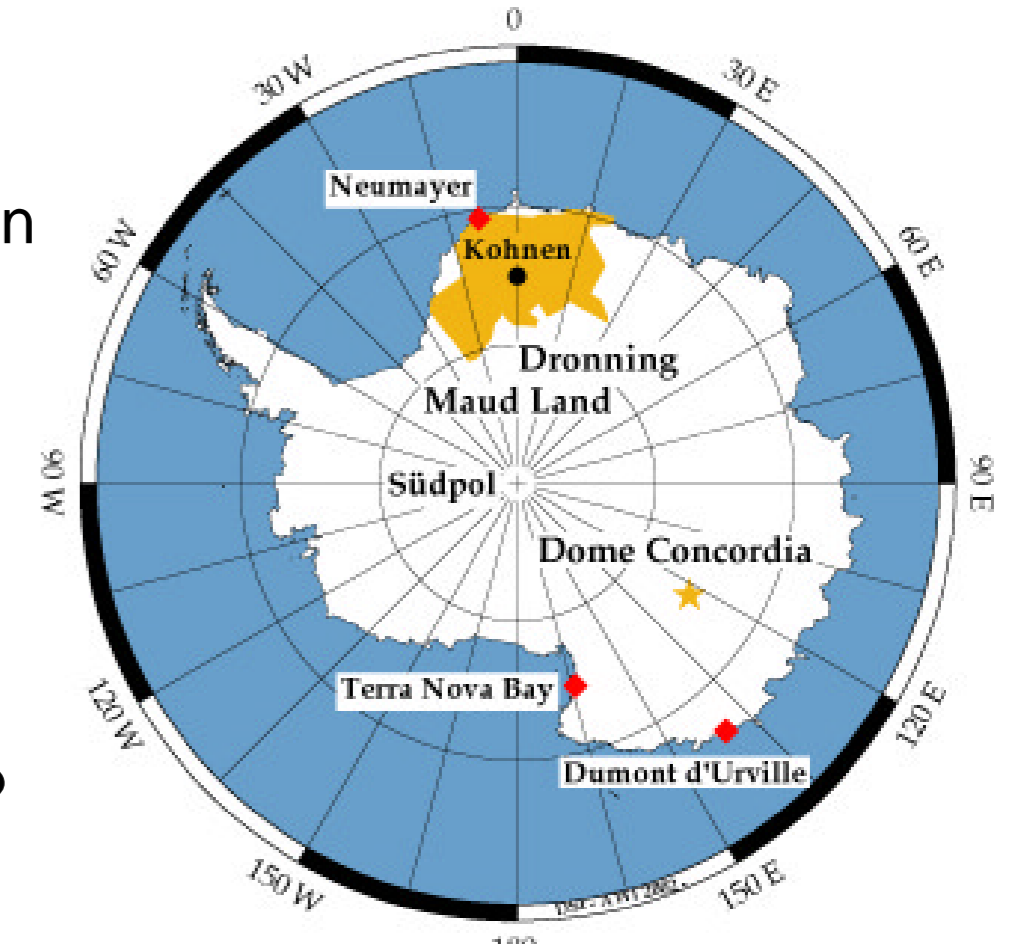 0
30 W
30 E
n
Neumayer
60 W
Kohnen
60 E
Dronning
Maud Land
90 W
Südpol
90 E
Dome Concordia
Terra Nova Bay
120 W
120 E
Dumont d'Urville
150 W
150 E
180